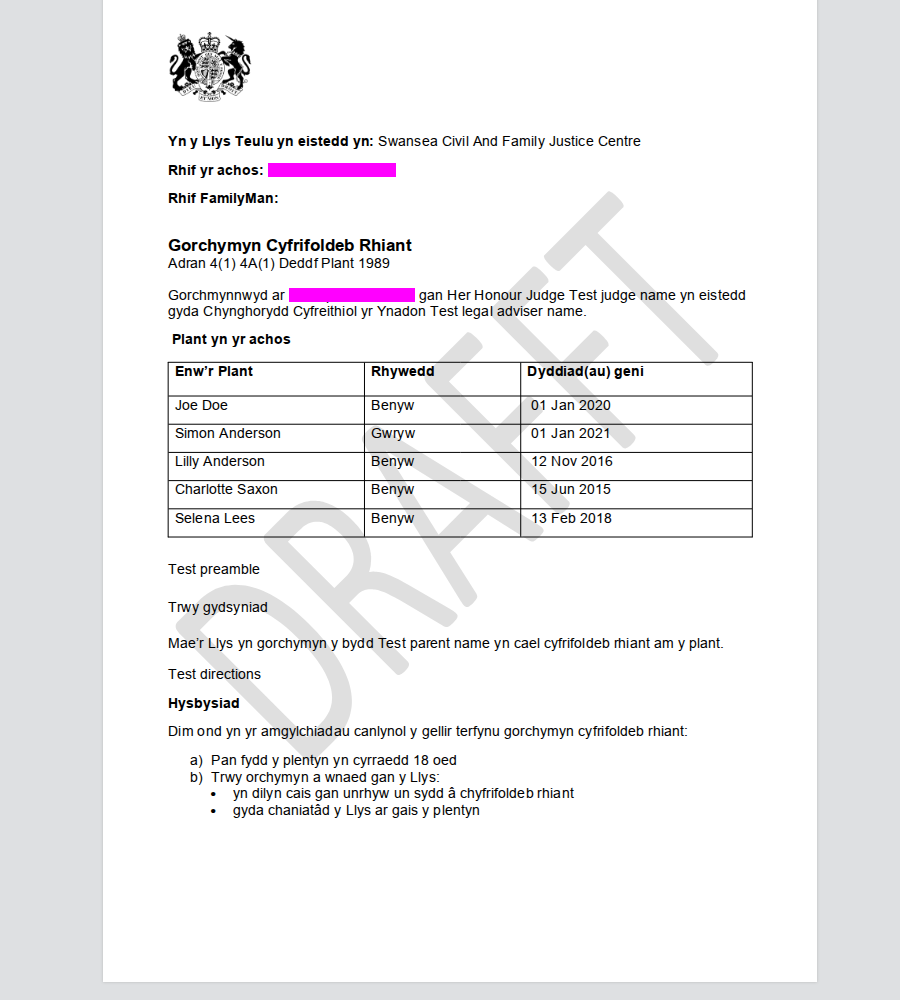 Yn y Llys Teulu yn eistedd yn: Swansea Civil And Family Justice Centre
Rhif yr achos:
Rhif FamilyMan:
Gorchymyn Cyfrifoldeb Rhiant
Adran 4(1) 4A(1) Deddf Plant 1989
Gorchmynnwyd ar gan Her Honour Judge Test judge name yn eistedd
gyda Chynghorydd Cyfreithiol yr Ynadon Test legal adviser name.
Plant yn yr achos
Enw’r Plant Rhywedd Dyddiad(au) geni
Joe Doe Benyw 01 Jan 2020
Simon Anderson Gwryw 01 Jan 2021
Lilly Anderson Benyw 12 Nov 2016
Charlotte Saxon Benyw 15 Jun 2015
Selena Lees Benyw 13 Feb 2018
Test preamble
Trwy gydsyniad
Mae’r Llys yn gorchymyn y bydd Test parent name yn cael cyfrifoldeb rhiant am y plant.
Test directions
Hysbysiad
Dim ond yn yr amgylchiadau canlynol y gellir terfynu gorchymyn cyfrifoldeb rhiant:
a) Pan fydd y plentyn yn cyrraedd 18 oed
b) Trwy orchymyn a wnaed gan y Llys:
• yn dilyn cais gan unrhyw un sydd â chyfrifoldeb rhiant
• gyda chaniatâd y Llys ar gais y plentyn
DRAFFT